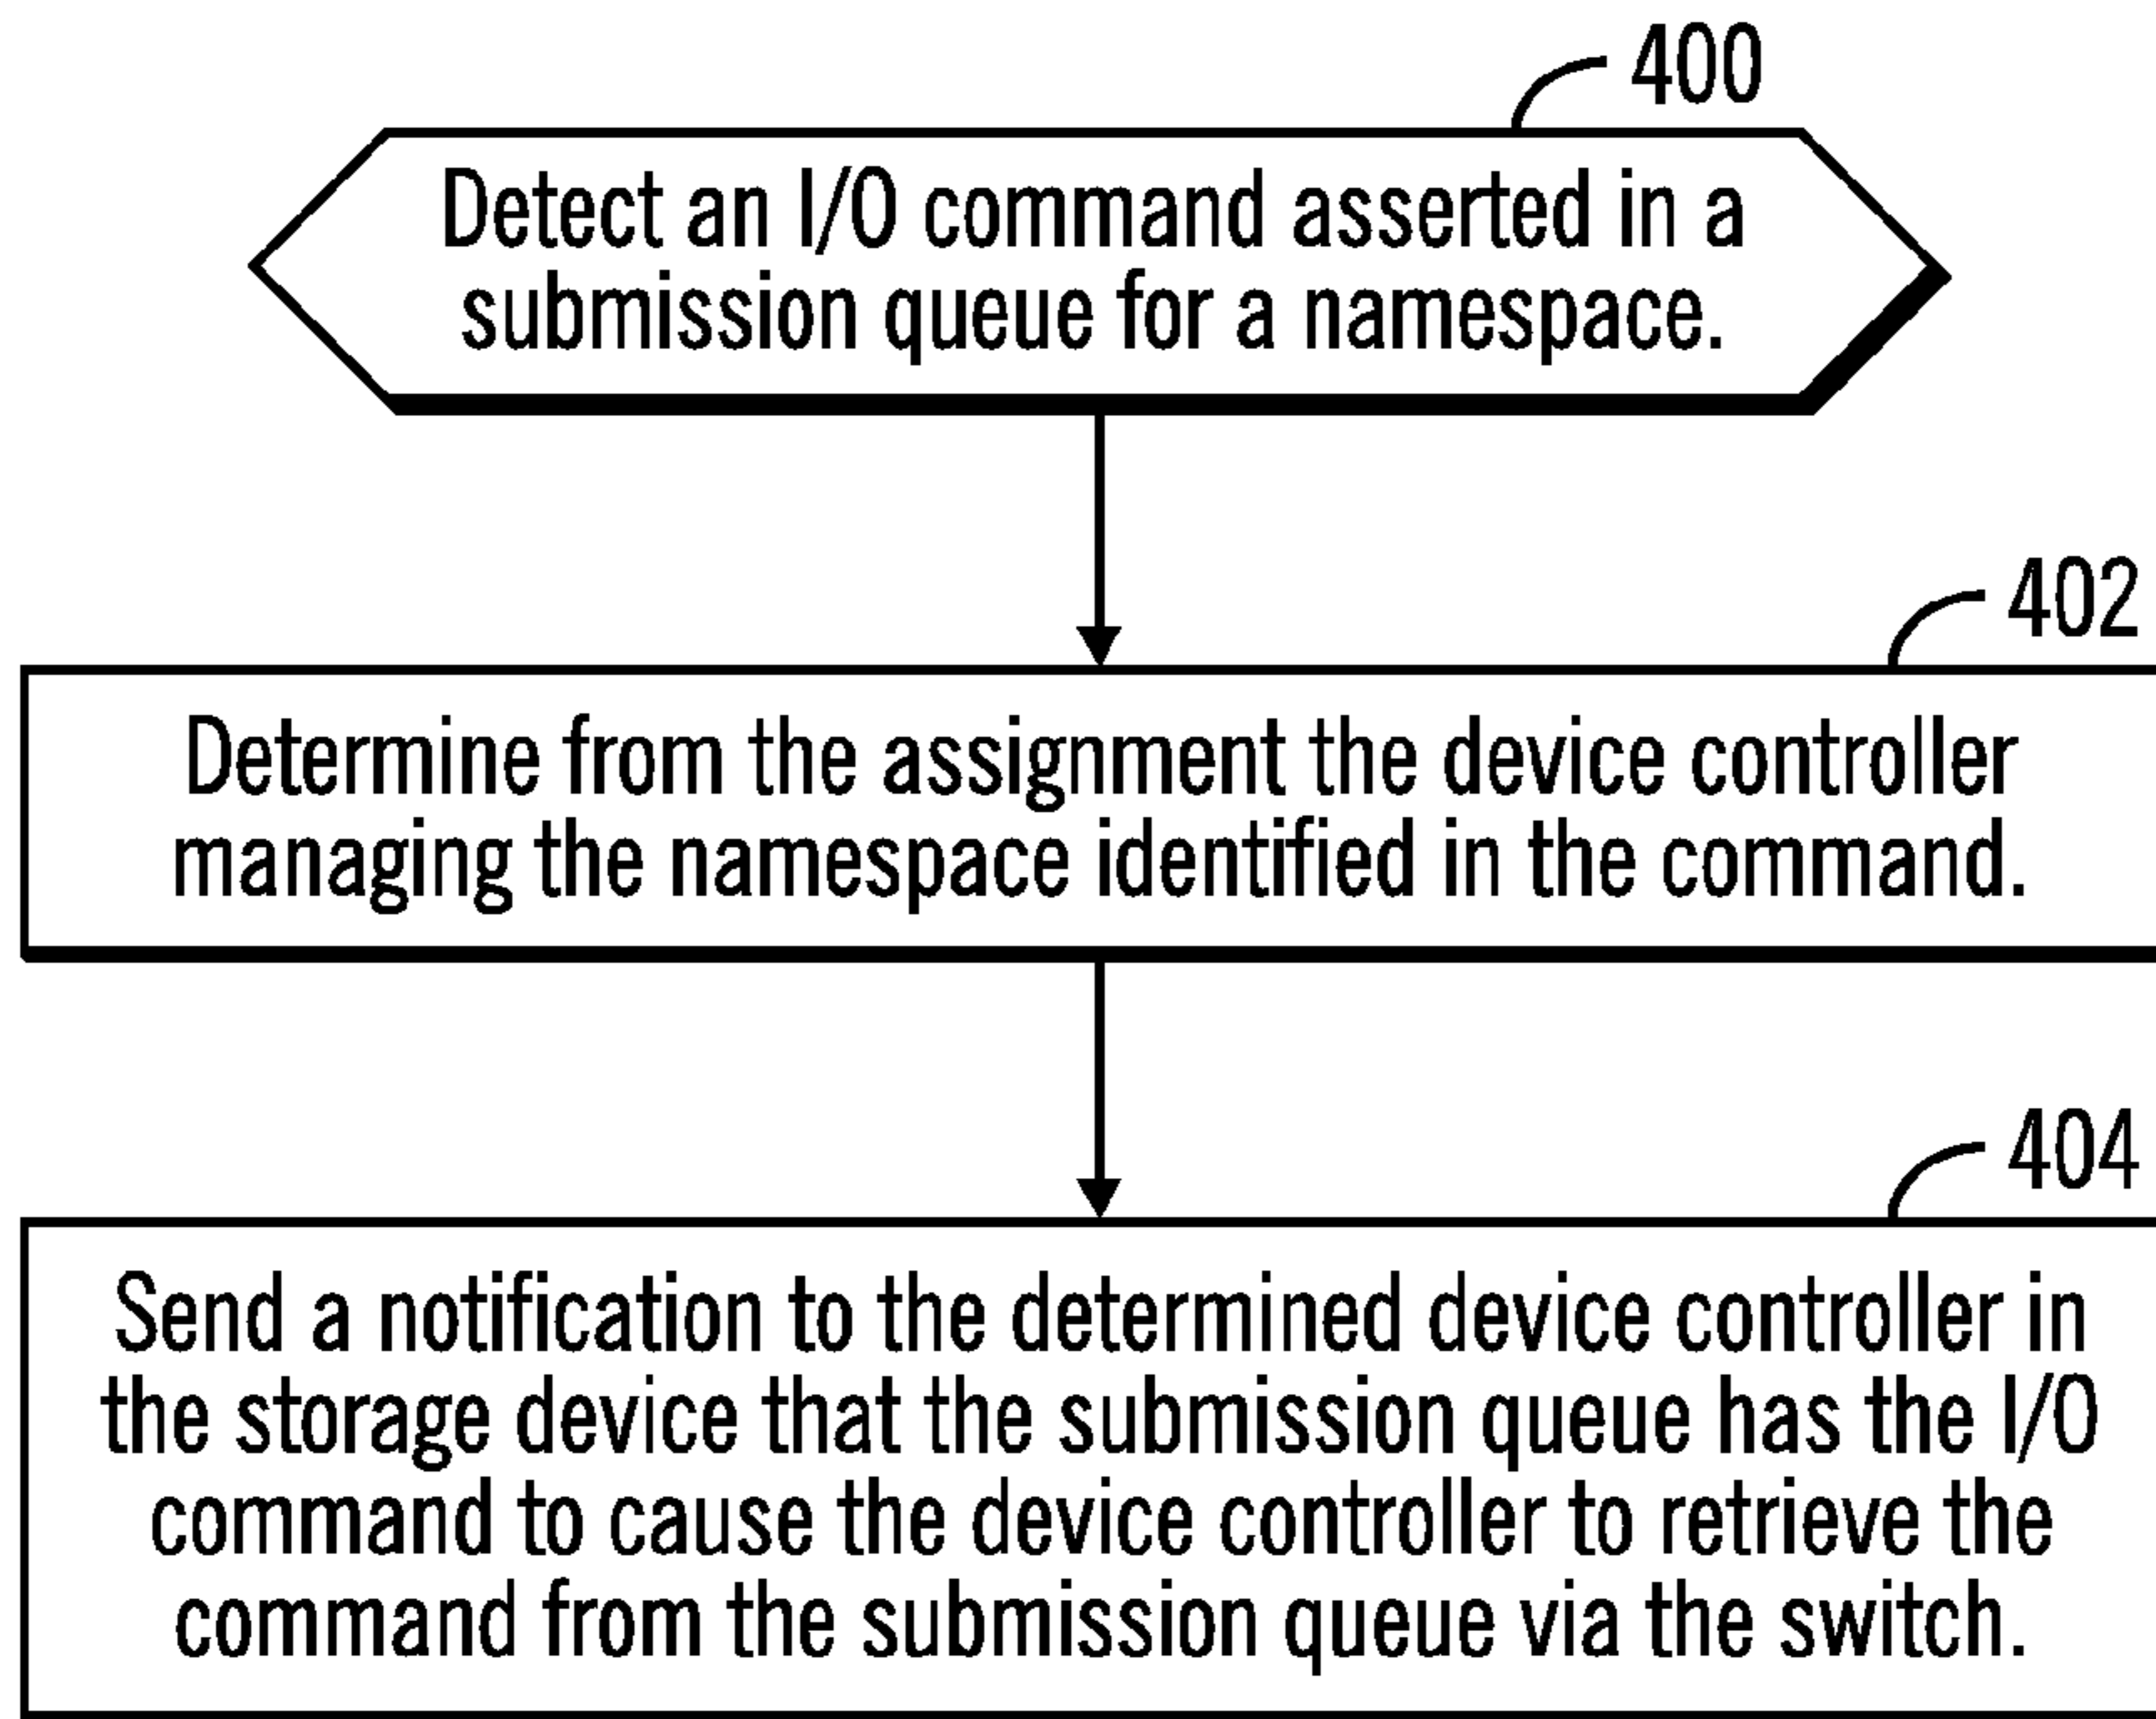 400
Detect an I/O command asserted in a
submission queue for a namespace.
402
Determine from the assignment the device controller
managing the namespace identified in the command.
404
Send a notification to the determined device controller in
the storage device that the submission queue has the I/O
command to cause the device controller to retrieve the
command from the submission queue via the switch.